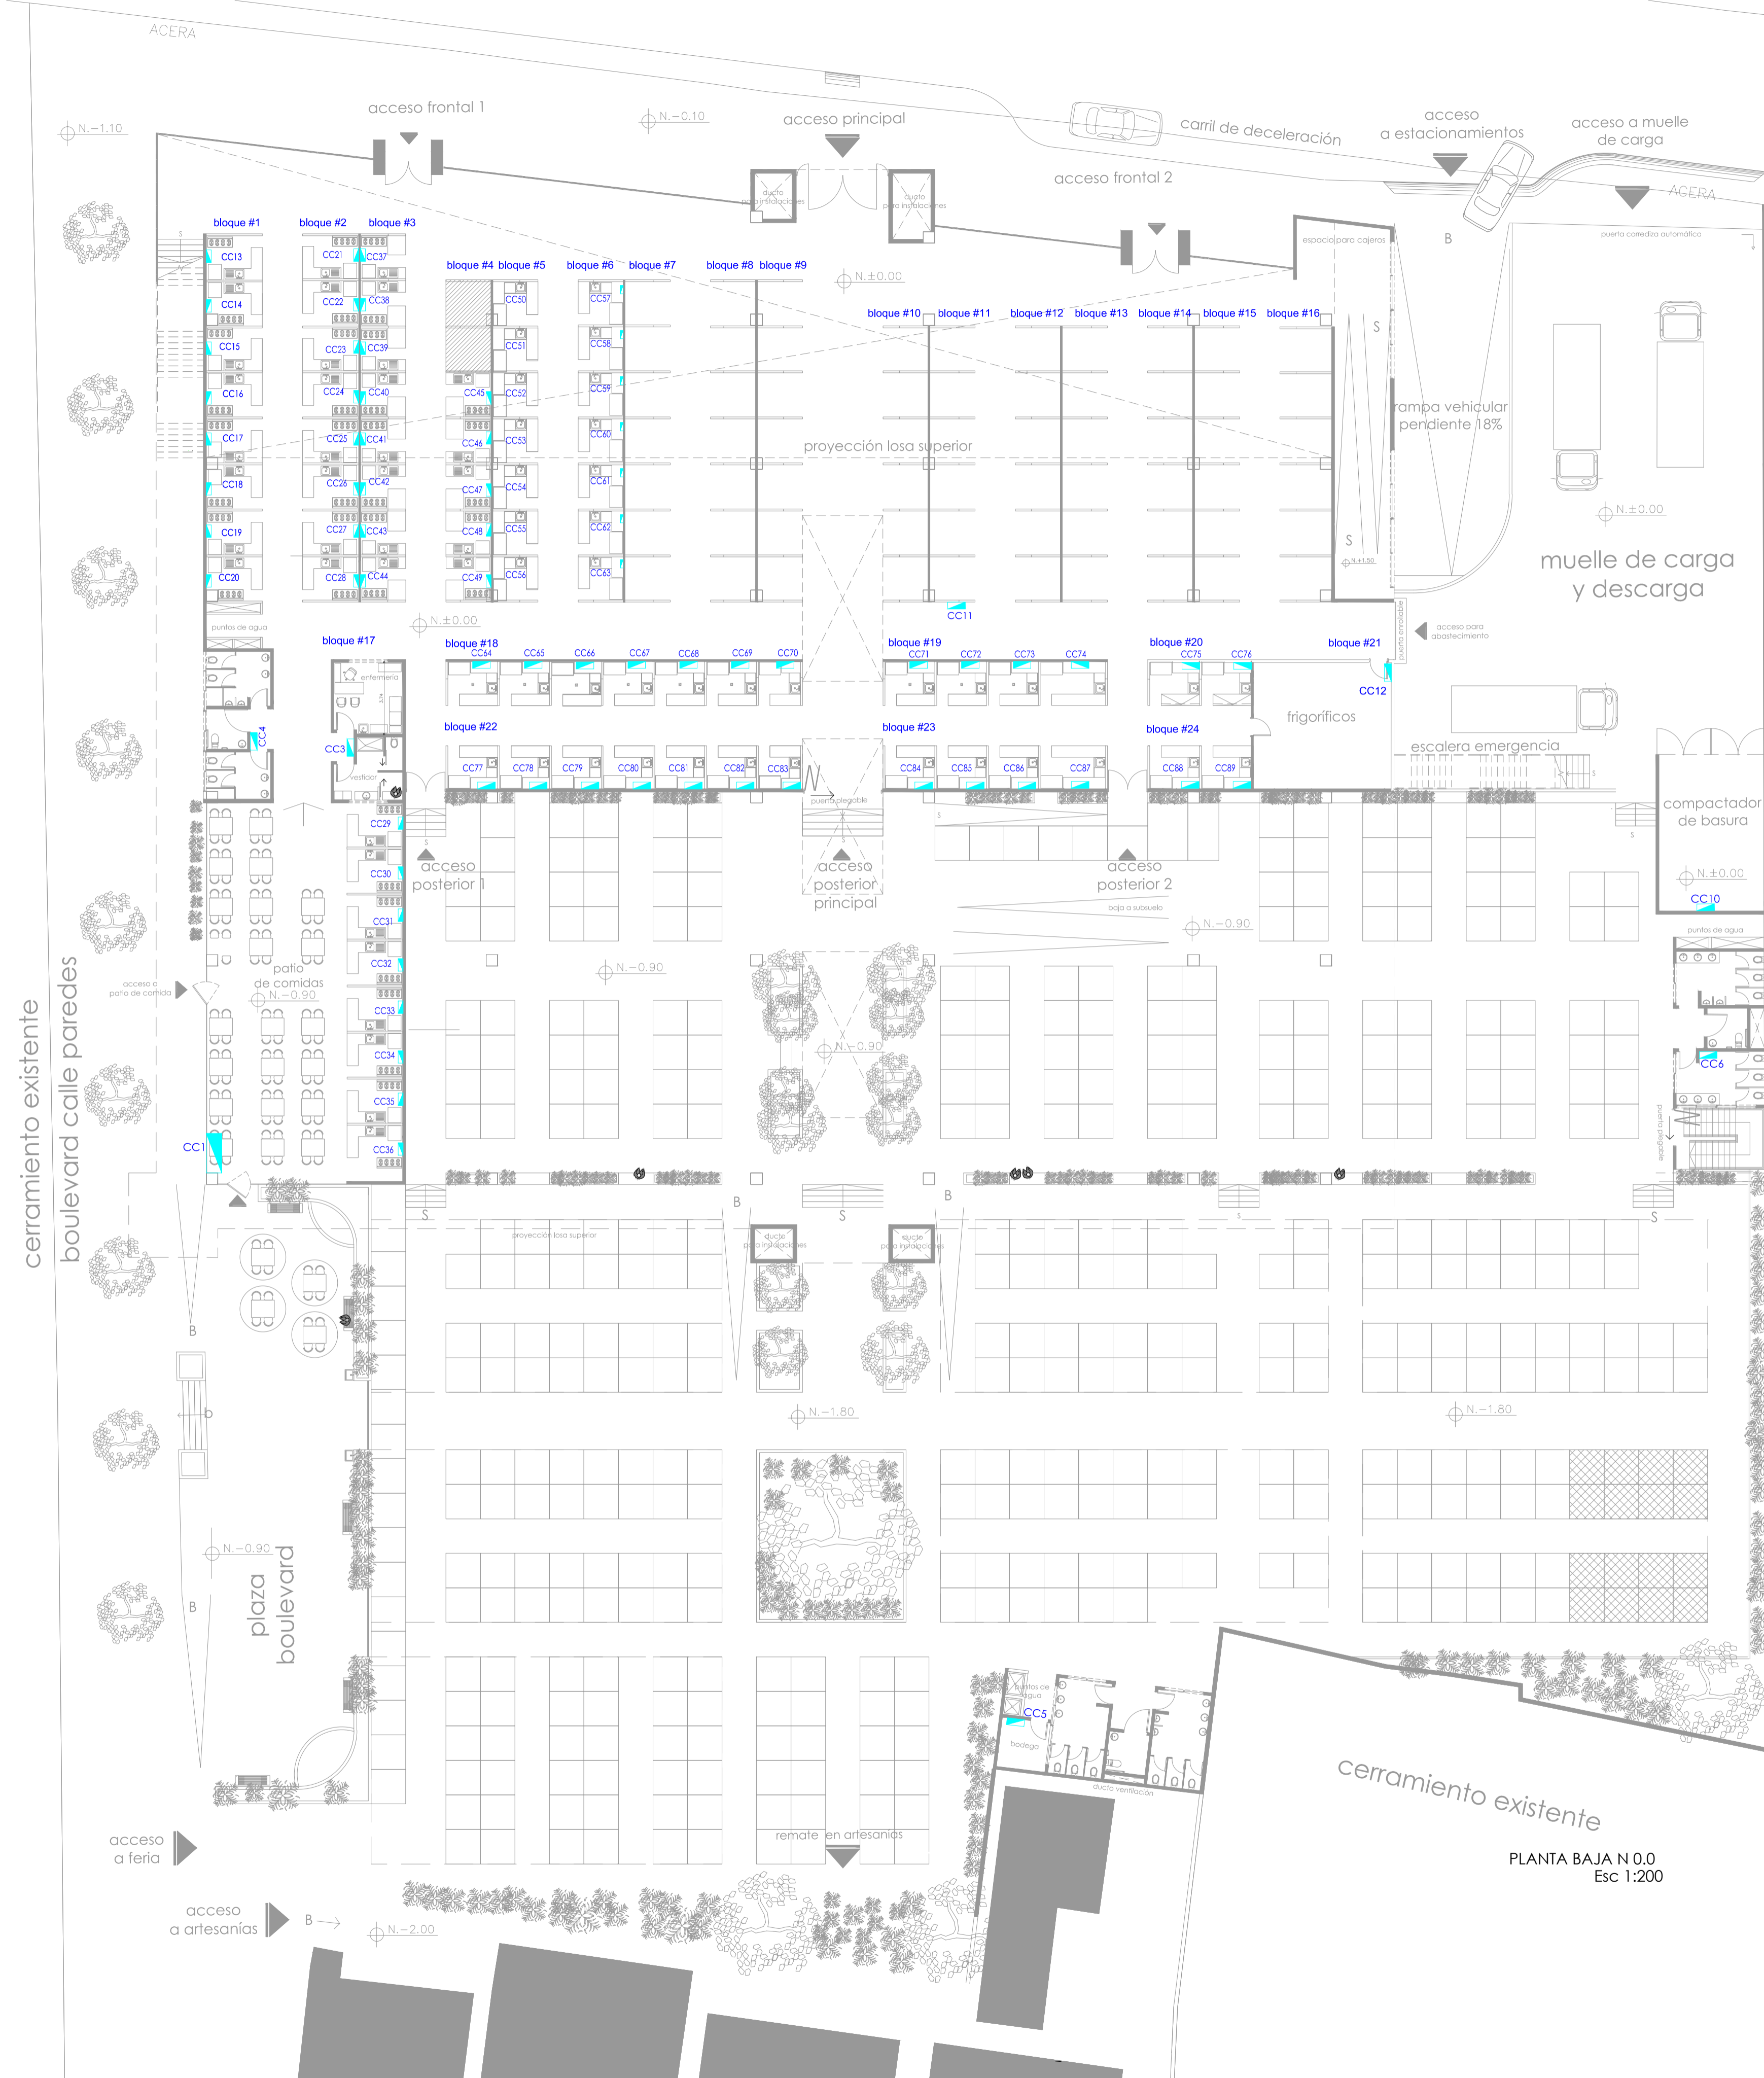 ACERA
acceso frontal 1
N.-0.10
acceso principal
N.-1.10
carril de deceleración
acceso
a estacionamientos
acceso a muelle
de carga
ACERA
acceso frontal 2
ducto
para instalaciones
ducto
para instalaciones
S
bloque #1
bloque #2
bloque #3
espacio para cajeros
B
puerta corrediza automático
CC13
CC21
CC37
bloque #4
bloque #5
bloque #6
bloque #7
bloque #8
bloque #9
N.±0.00
CC14
CC22
CC38
CC50
CC57
bloque #10
bloque #11
bloque #12
bloque #13
bloque #14
bloque #15
bloque #16
S
CC15
CC23
CC39
CC51
CC58
CC16
CC24
CC40
CC45
CC52
CC59
rampa vehicular
pendiente 18%
CC17
CC25
CC41
CC46
CC53
CC60
proyección losa superior
CC18
CC26
CC42
CC47
CC54
CC61
N.±0.00
CC19
CC27
CC43
CC48
CC55
CC62
S
N.+1.50
muelle de carga
y descarga
CC20
CC28
CC44
CC49
CC56
CC63
CC11
puntos de agua
N.±0.00
puerta enrollable
acceso para
abastecimiento
bloque #17
bloque #18
bloque #19
bloque #20
bloque #21
CC64
CC65
CC66
CC67
CC68
CC69
CC70
CC71
CC72
CC73
CC74
CC75
CC76
enfermería
CC12
frigoríficos
CC4
CC3
bloque #22
bloque #23
bloque #24
escalera emergencia
S
vestidor
CC77
CC78
CC79
CC80
CC81
CC82
CC83
CC84
CC85
CC86
CC87
CC88
CC89
puerta plegable
compactador
de basura
S
S
S
S
CC29
acceso
posterior 1
acceso
posterior
principal
acceso
posterior 2
CC30
N.±0.00
CC10
baja a subsuelo
CC31
N.-0.90
puntos de agua
CC32
patio
de comidas
N.-0.90
N.-0.90
acceso a
patio de comida
CC33
CC34
N.-0.90
CC6
CC35
puerta plegable
CC36
CC1
cerramiento existente
boulevard calle paredes
B
B
S
S
S
S
proyección losa superior
ducto
para instalaciones
ducto
para instalaciones
B
b
N.-1.80
N.-1.80
N.-0.90
plaza
boulevard
B
puntos de
agua
CC5
bodega
ducto ventilación
cerramiento existente
acceso
a feria
remate en artesanías
PLANTA BAJA N 0.0
Esc 1:200
acceso
a artesanías
B
N.-2.00